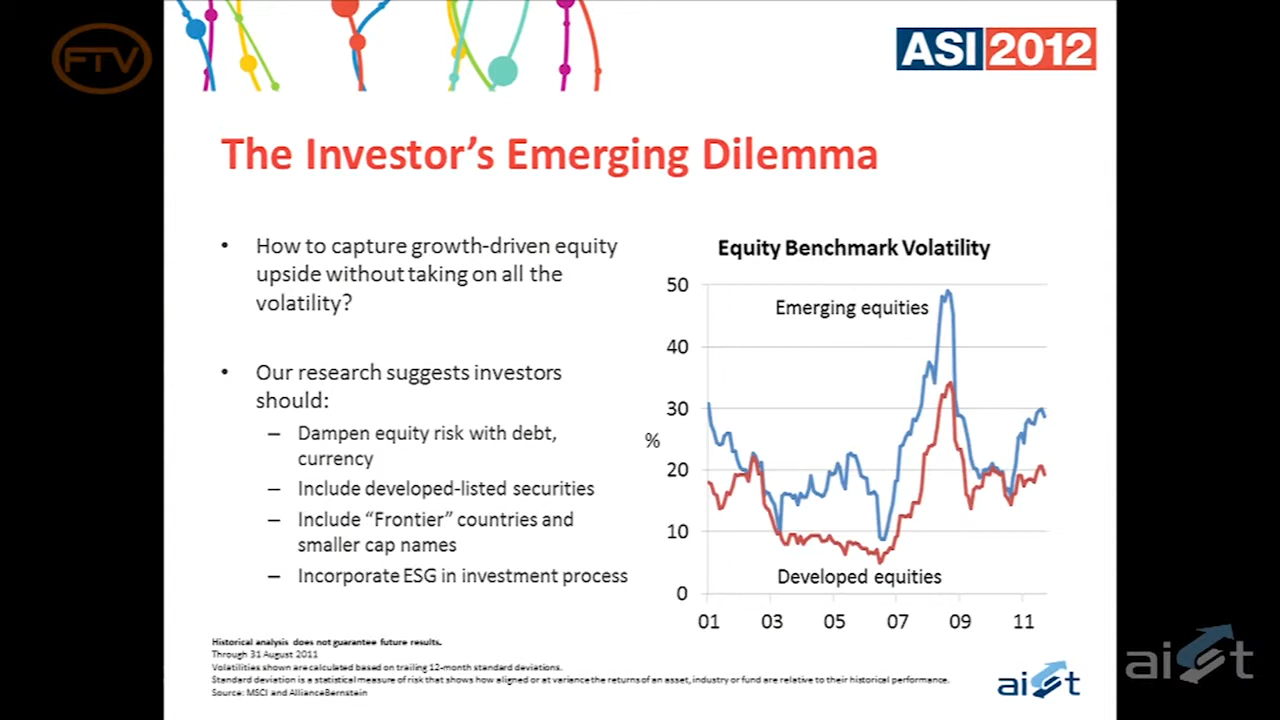 FTV
ASI 2012
The Investor's Emerging Dilemma
• How to capture growth-driven equity
upside without taking on all the
volatility?
• Our research suggests investors
should:
– Dampen equity risk with debt,
currency
– Include developed-listed securities
– Include “Frontier” countries and
smaller cap names
– Incorporate ESG in investment process
Equity Benchmark Volatility
50
40
30
20
10
0
%
Emerging equities
Developed equities
01 03 05 07 09 11
Historical analysis does not guarantee future results.
Through 31 August 2011
Volatilities shown are calculated based on trailing 12-month standard deviations.
Standard deviation is a statistical measure of risk that shows how aligned or at variance the returns of an asset, industry or fund are relative to their historical performance.
Source: MSCI and AllianceBernstein
aist
aist